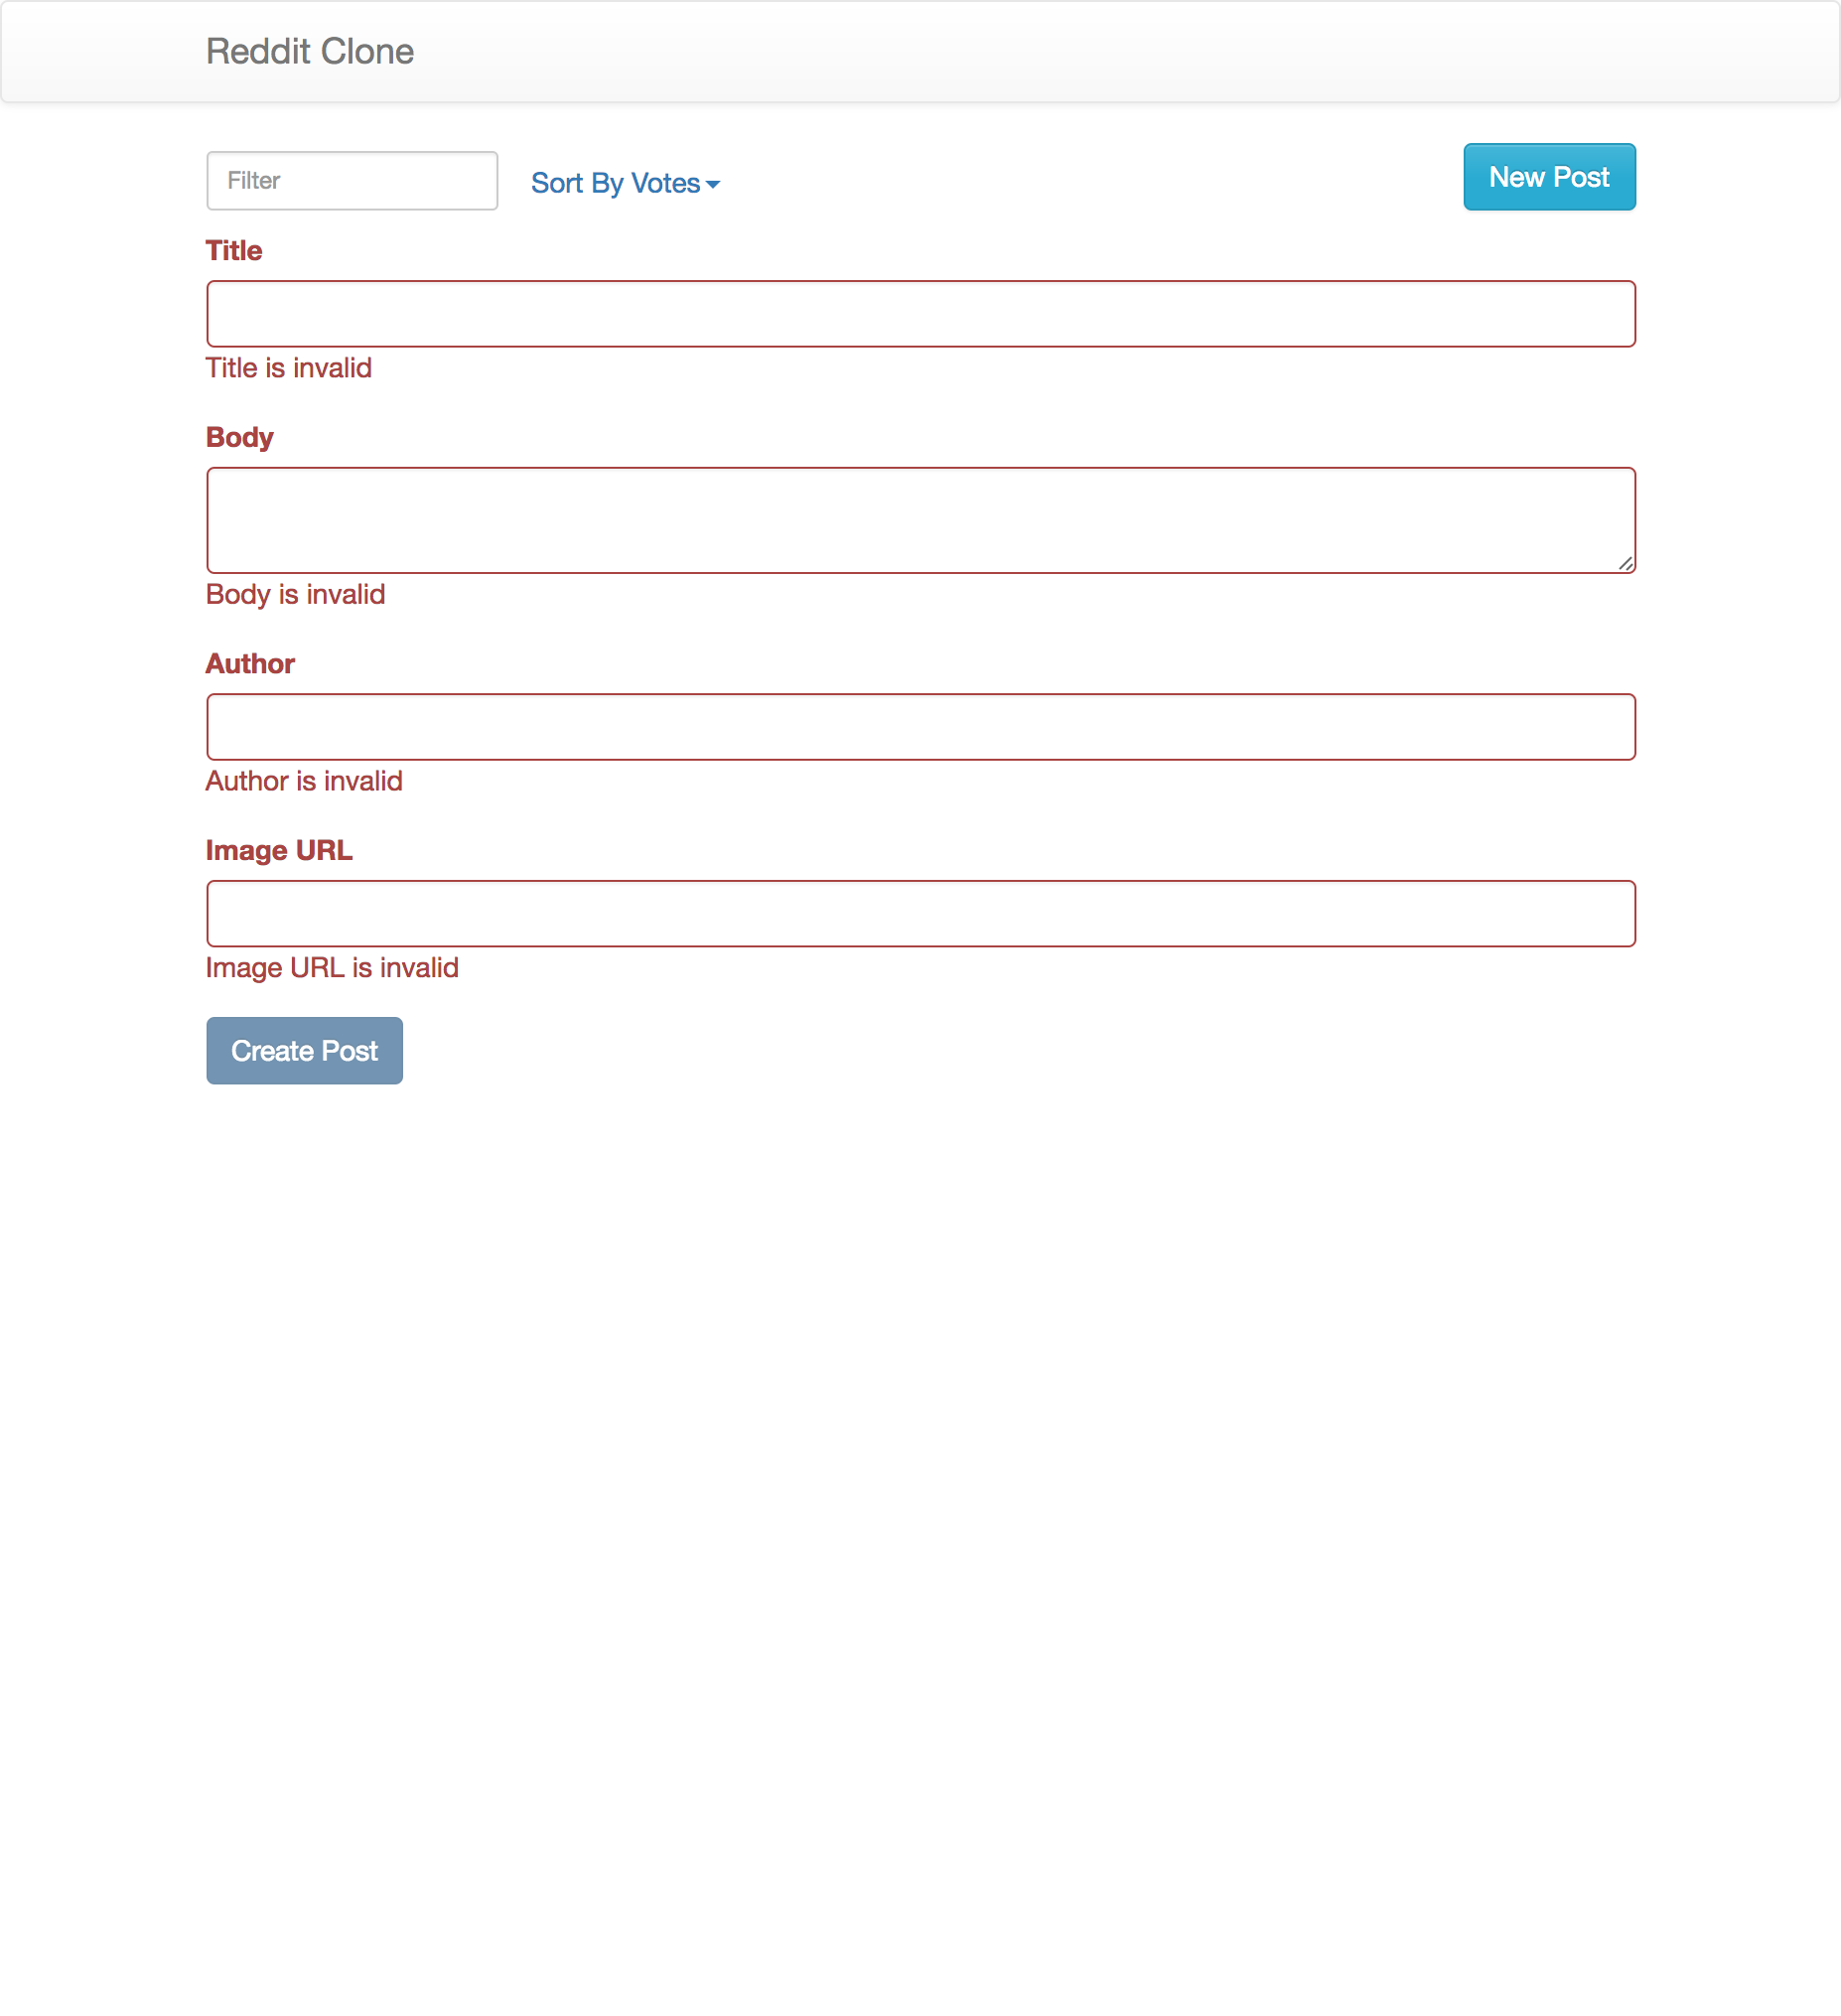 Reddit Clone
Filter
Sort By Votes
New Post
Title
Title is invalid
Body
Body is invalid
Author
Author is invalid
Image URL
Image URL is invalid
Create Post